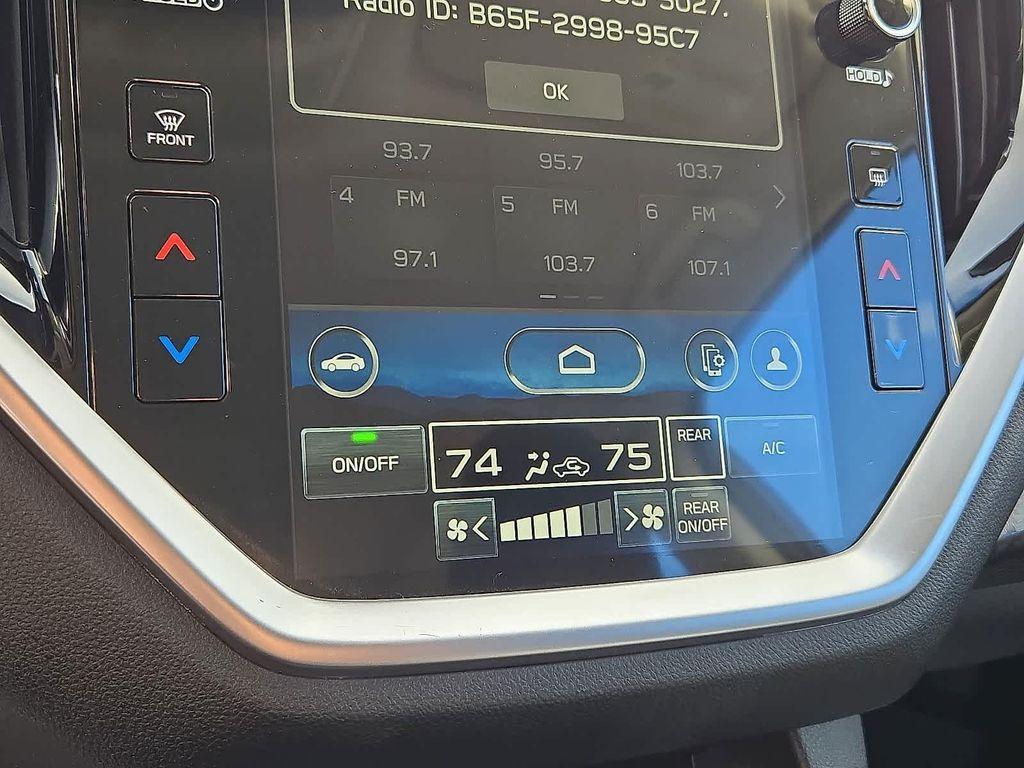 5027.
Radio ID: B65F-2998-95C7
HOLD
OK
FRONT
93.7 95.7 103.7
4 FM 5 FM 6 FM
97.1 103.7 107.1
ON/OFF
74 75
REAR
A/C
REAR
ON/OFF